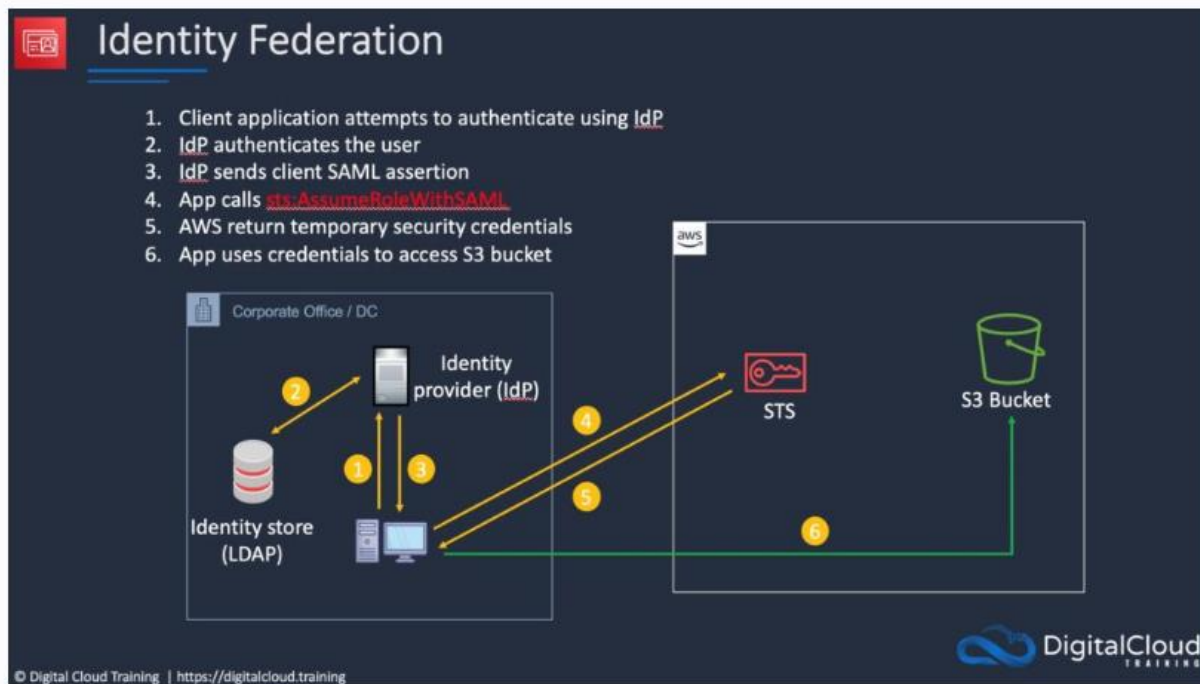 Identity Federation
1. Client application attempts to authenticate using IdP
2. IdP authenticates the user
3. IdP sends client SAML assertion
4. App calls sts:AssumeRoleWithSAML
5. AWS return temporary security credentials
6. App uses credentials to access S3 bucket
aws
Corporate Office / DC
Identity
provider (IdP)
2
1
3
Identity store
(LDAP)
4
5
STS
S3 Bucket
6
DigitalCloud
TRAINING
© Digital Cloud Training | https://digitalcloud.training